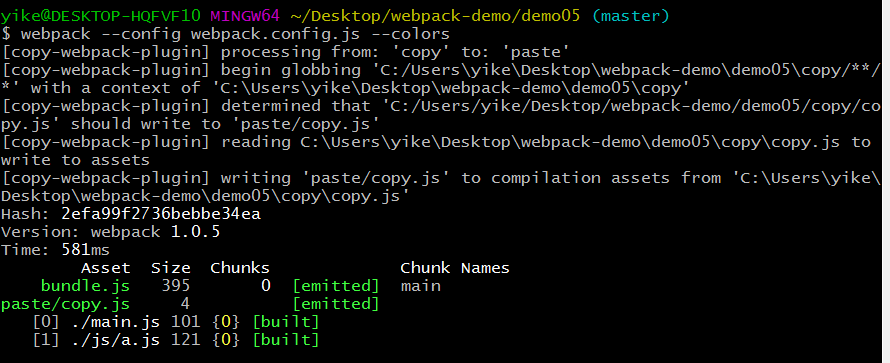 yike@DESKTOP-HQFVF10 MINGW64 ~/Desktop/webpack-demo/demo05 (master)
$ webpack --config webpack.config.js --colors
[copy-webpack-plugin] processing from: 'copy' to: 'paste'
[copy-webpack-plugin] begin globbing 'C:/Users\yike\Desktop\webpack-demo\demo05\copy/**/
*' with a context of 'C:\Users\yike\Desktop\webpack-demo\demo05\copy'
[copy-webpack-plugin] determined that 'C:/Users/yike/Desktop/webpack-demo/demo05/copy/co
py.js' should write to 'paste/copy.js'
[copy-webpack-plugin] reading C:\Users\yike\Desktop\webpack-demo\demo05\copy\copy.js to
write to assets
[copy-webpack-plugin] writing 'paste/copy.js' to compilation assets from 'C:\Users\yike\
Desktop\webpack-demo\demo05\copy\copy.js'
Hash: 2efa99f2736bebbe34ea
Version: webpack 1.0.5
Time: 581ms
Asset Size Chunks Chunk Names
bundle.js 395 0 [emitted] main
paste/copy.js 4 [emitted]
[0] ./main.js 101 {0} [built]
[1] ./js/a.js 121 {0} [built]